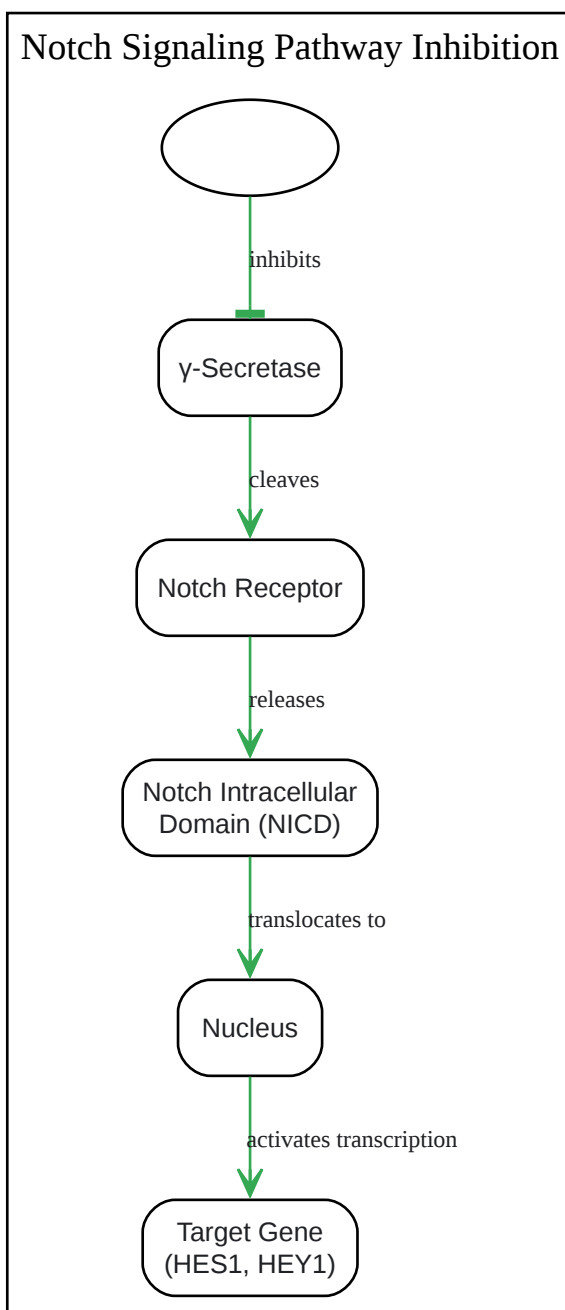 Notch Signaling Pathway Inhibition
inhibits
γ-Secretase
cleaves
Notch Receptor
releases
Notch Intracellular
Domain (NICD)
translocates to
Nucleus
activates transcription
Target Gene
(HES1, HEY1)